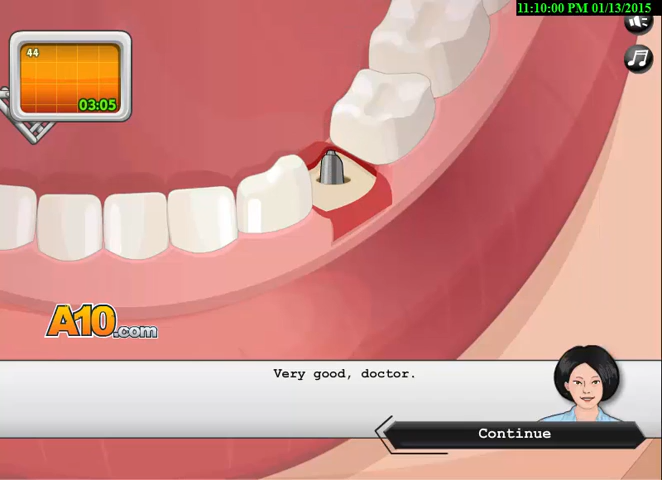 11:10:00 PM 01/13/2015
44
03:05
A10.com
Very good, doctor.
Continue